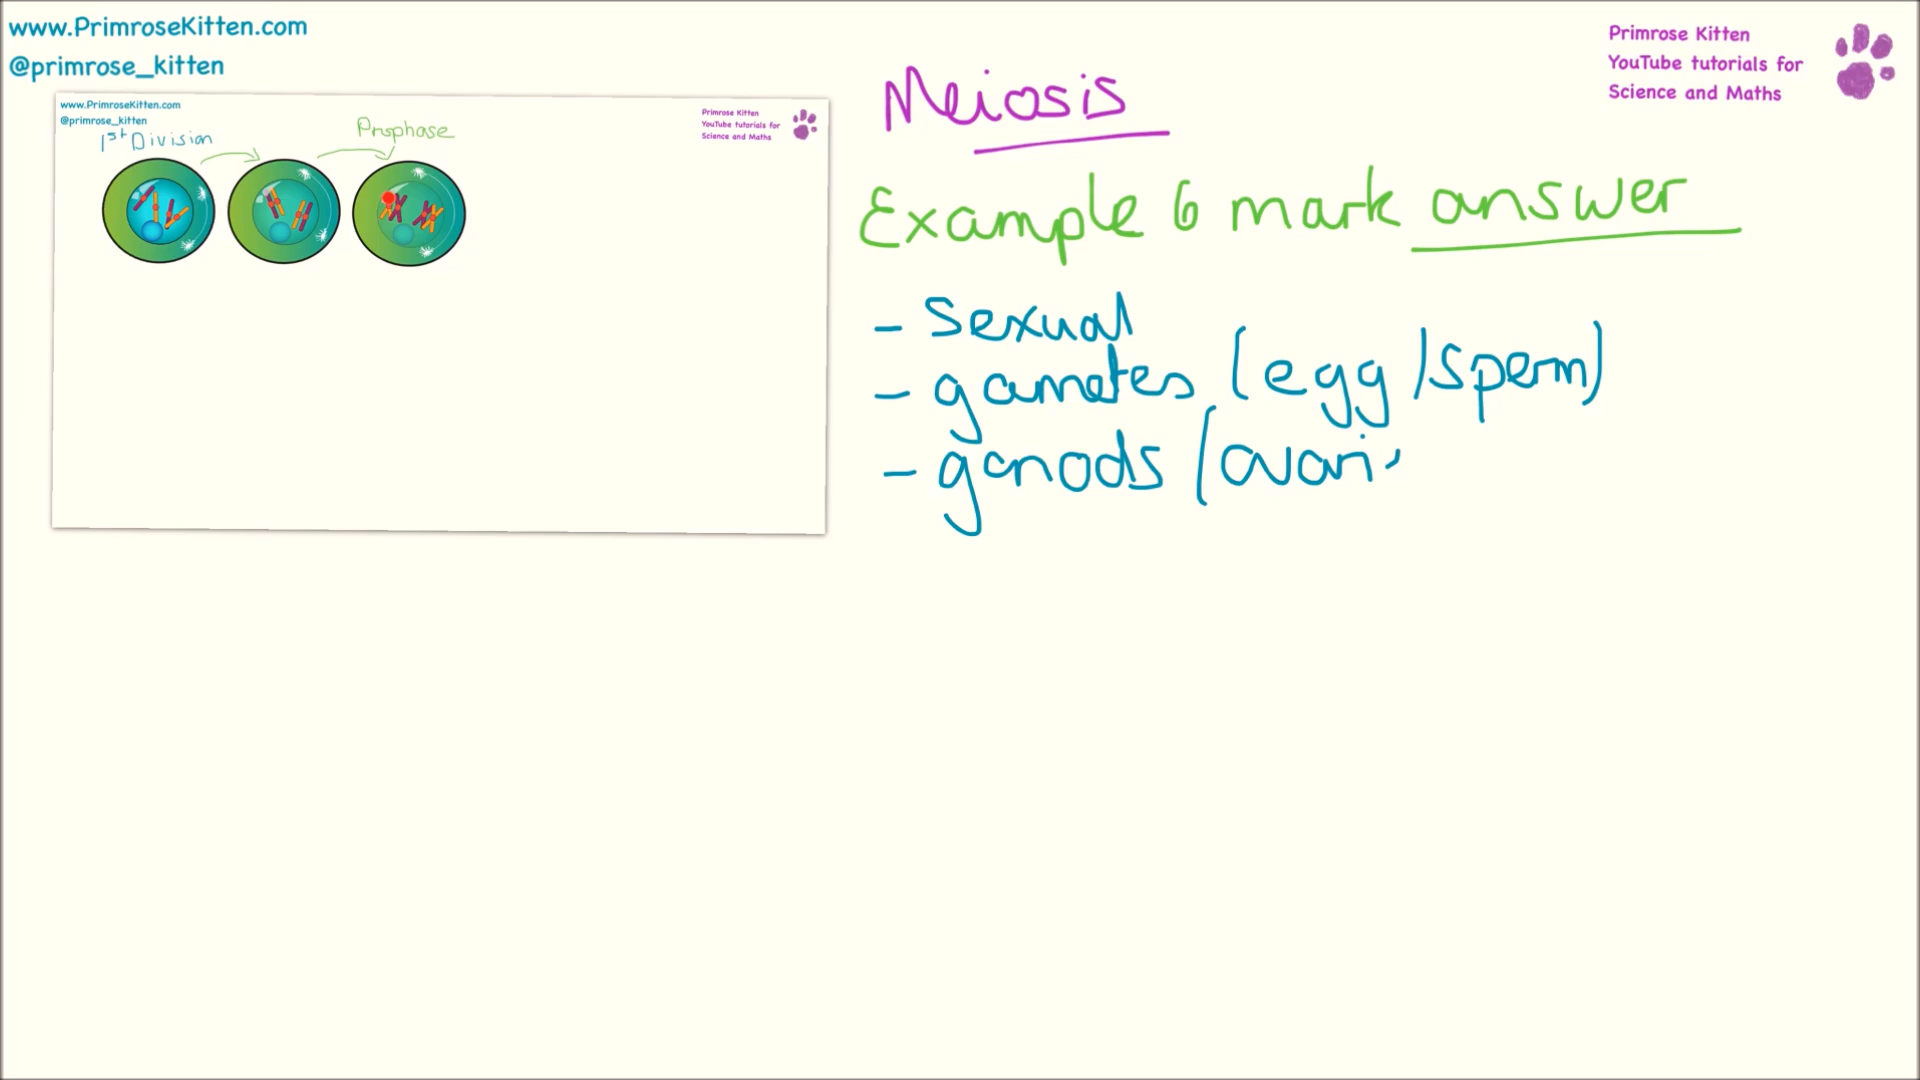 www.PrimroseKitten.com
@primrose_kitten
Primrose Kitten
YouTube tutorials for
Science and Maths
www.PrimroseKitten.com
@primrose_kitten
1st Division
Prophase
Primrose Kitten
YouTube tutorials for
Science and Maths
Meiosis
Example 6 mark answer
- Sexual
- gametes (egg/sperm)
- gonods (ovari